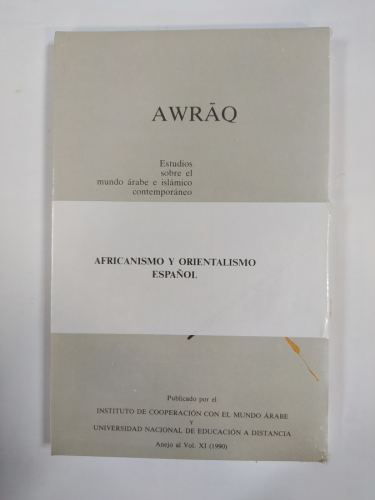 AWRĀQ
Estudios
sobre el
mundo árabe e islámico
contemporáneo
AFRICANISMO Y ORIENTALISMO
ESPAÑOL
Publicado por el
INSTITUTO DE COOPERACIÓN CON EL MUNDO ÁRABE
y
UNIVERSIDAD NACIONAL DE EDUCACIÓN A DISTANCIA
Anejo al Vol. XI (1990)